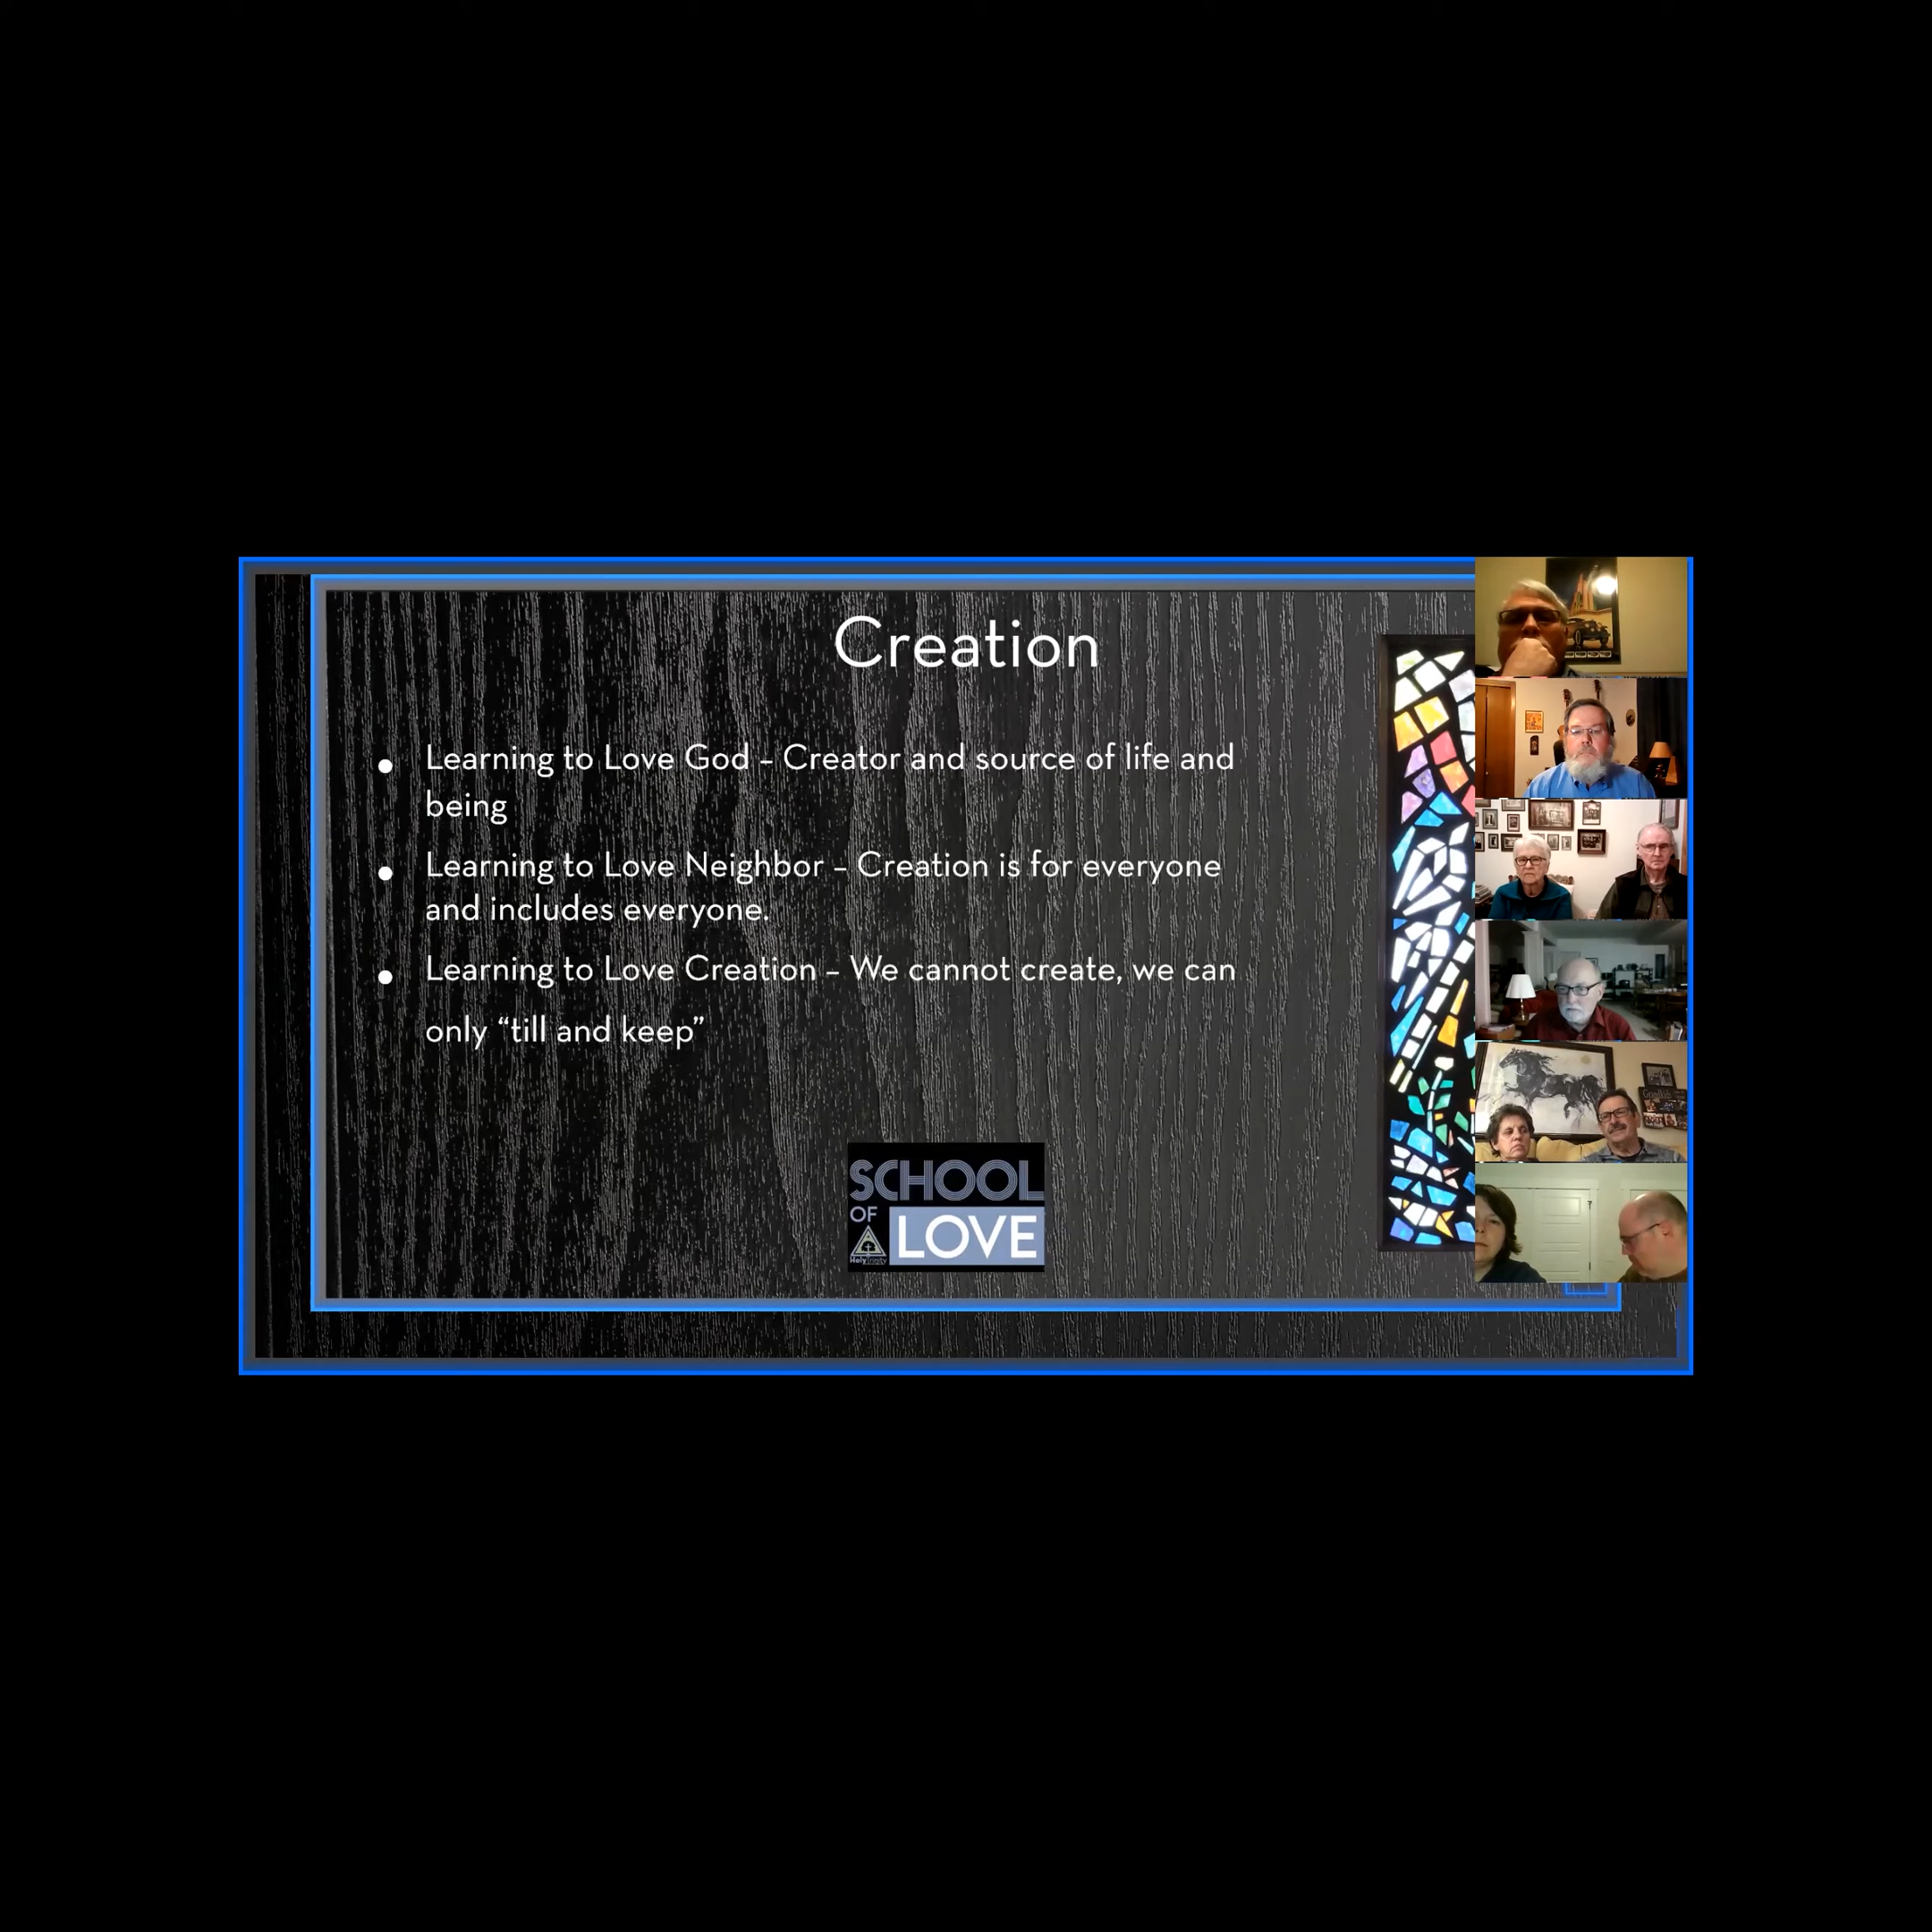 Creation
Learning to Love God – Creator and source of life and
being
Learning to Love Neighbor – Creation is for everyone
and includes everyone.
Learning to Love Creation – We cannot create, we can
only “till and keep”
SCHOOL
OF
LOVE
Holy Trinity